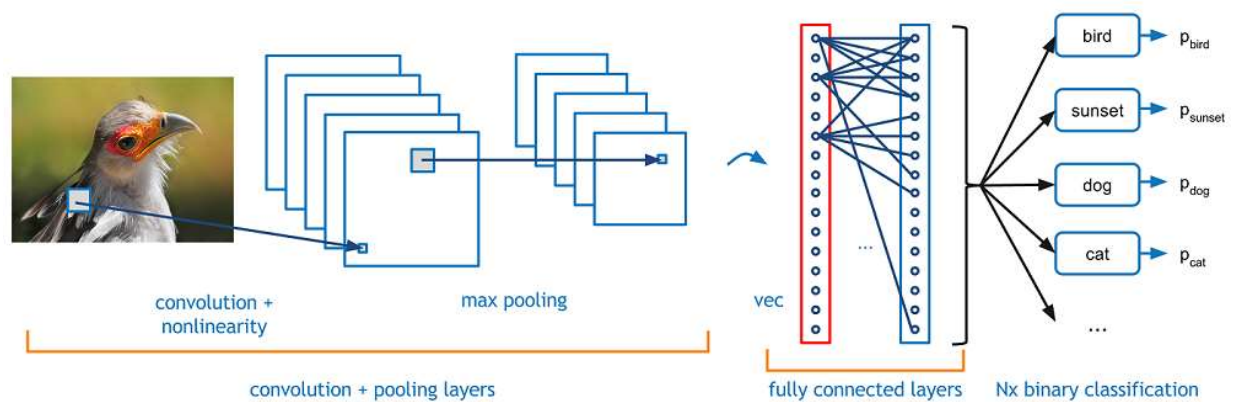 bird
p_bird
sunset
p_sunset
dog
p_dog
cat
p_cat
...
...
convolution +
nonlinearity
max pooling
vec
convolution + pooling layers
fully connected layers
Nx binary classification